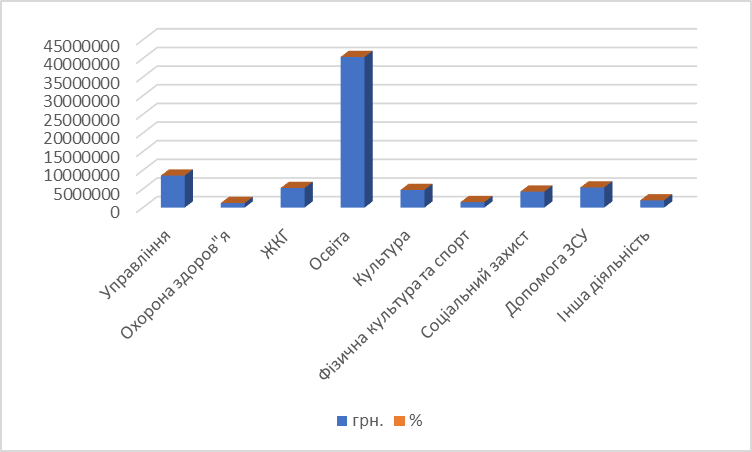 45000000
40000000
35000000
30000000
25000000
20000000
15000000
10000000
5000000
0
Управління
Охорона здоров"я
ЖКГ
Освіта
Культура
Фізична культура та спорт
Соціальний захист
Допомога ЗСУ
Інша діяльність
грн.
%